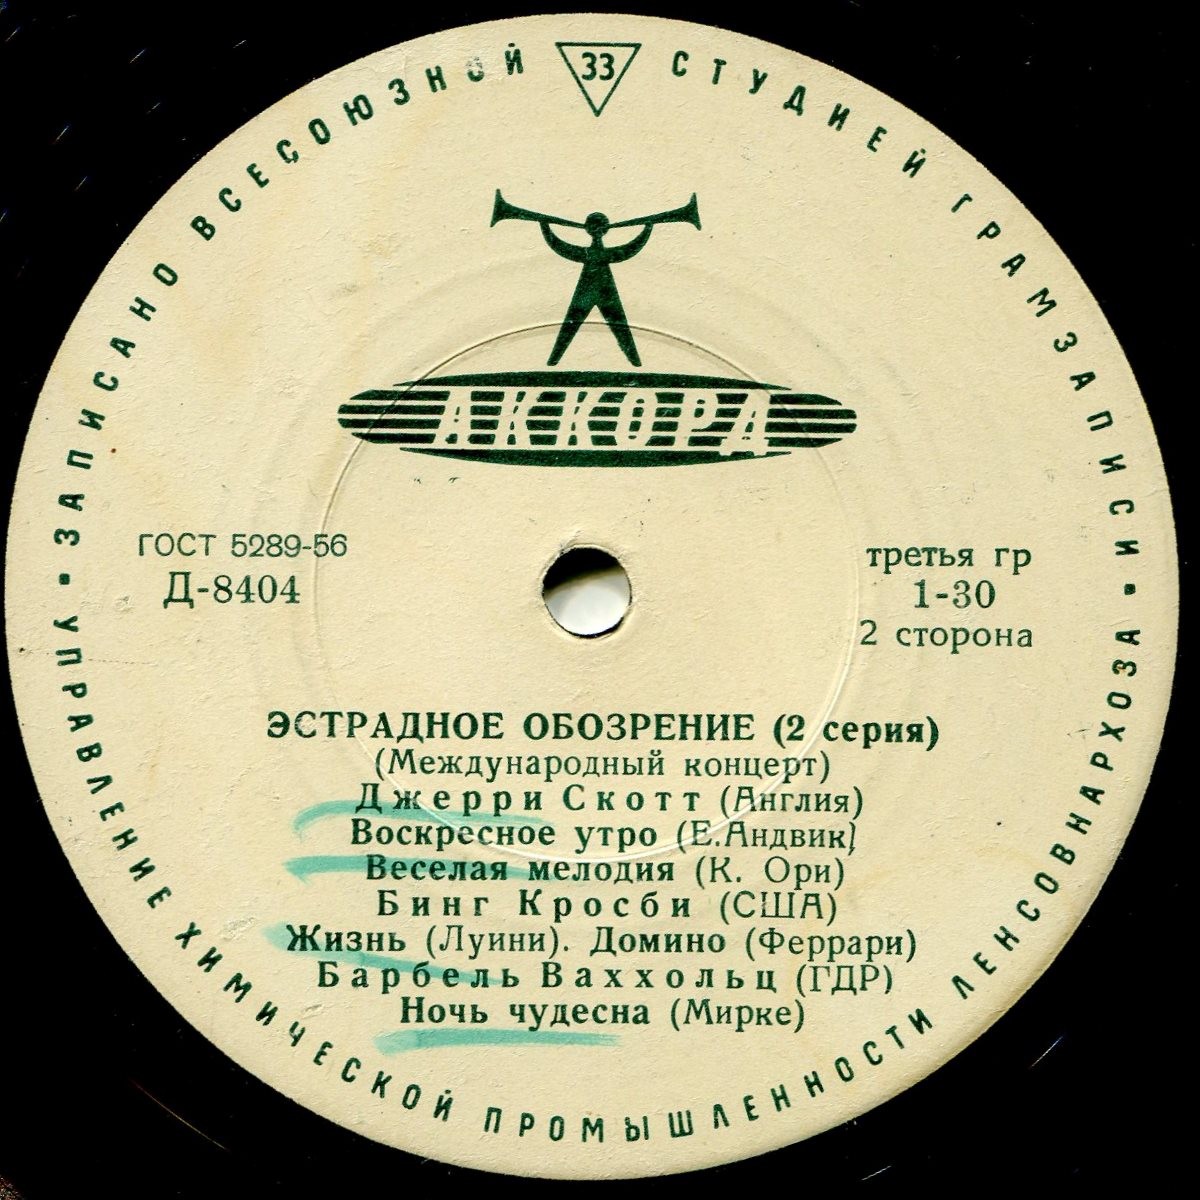 ЗАПИСАНО ВСЕСОЮЗНОЙ 33 СТУДИЕЙ ГРАМЗАПИСИ
АККОРД
ГОСТ 5289-56
Д-8404
третья гр
1-30
2 сторона
ЭСТРАДНОЕ ОБОЗРЕНИЕ (2 серия)
(Международный концерт)
Джерри Скотт (Англия)
Воскресное утро (Е.Андвик)
Веселая мелодия (К. Ори)
Бинг Кросби (США)
Жизнь (Луини). Домино (Феррари)
Барбель Ваххольц (ГДР)
Ночь чудесна (Мирке)
• УПРАВЛЕНИЕ ХИМИЧЕСКОЙ ПРОМЫШЛЕННОСТИ ЛЕНСОВНАРХОЗА •